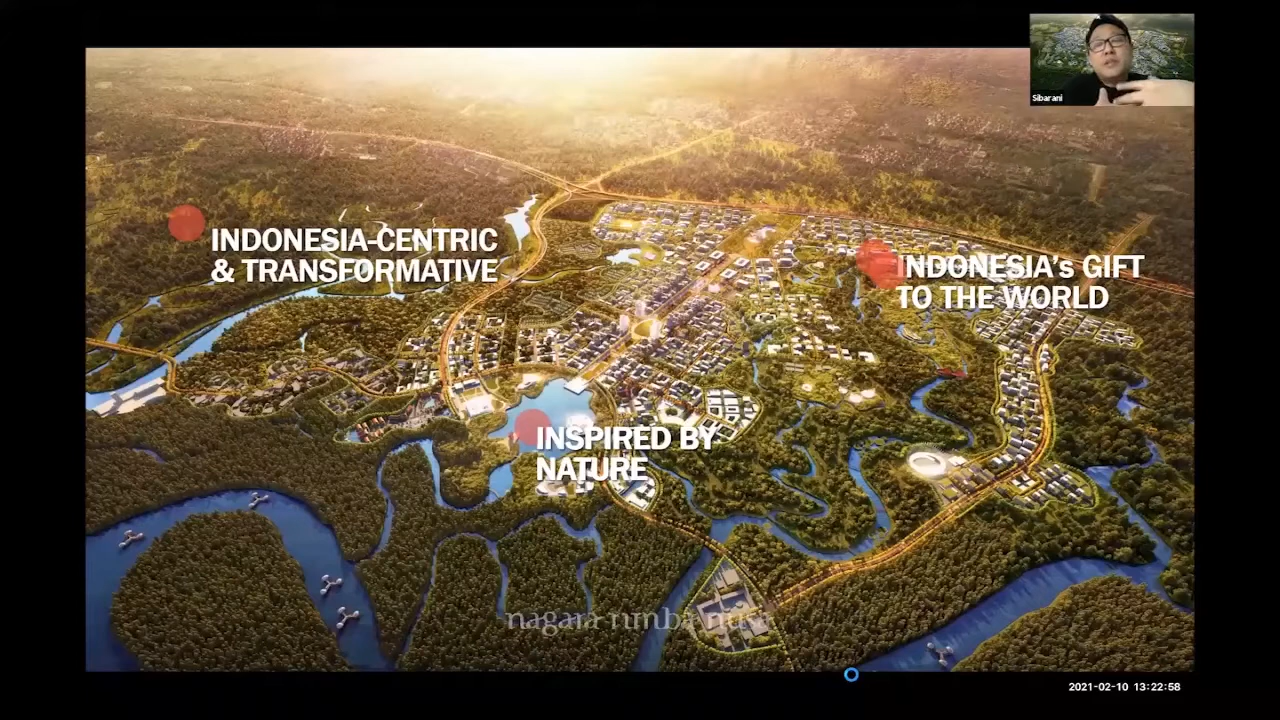 Sibarani
INDONESIA-CENTRIC
& TRANSFORMATIVE
INDONESIA's GIFT
TO THE WORLD
INSPIRED BY
NATURE
nagara rimba nusa
2021-02-10 13:22:58